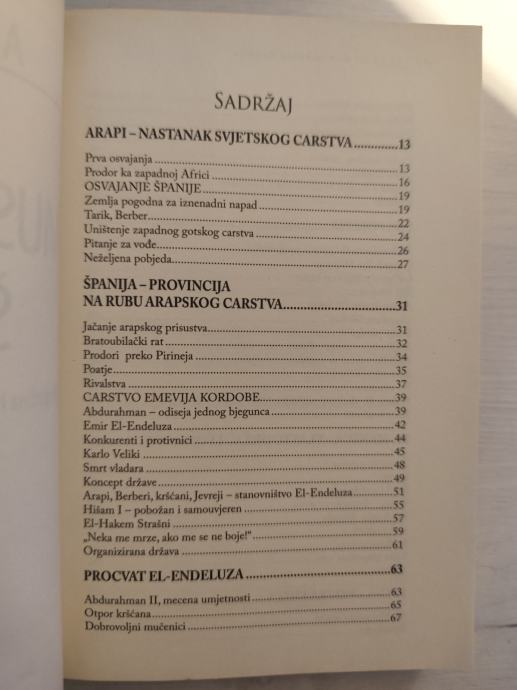 SADRŽAJ
ARAPI – NASTANAK SVJETSKOG CARSTVA.............13
Prva osvajanja 13
Prodor ka zapadnoj Africi 16
OSVAJANJE ŠPANIJE 19
Zemlja pogodna za iznenadni napad 19
Tarik, Berber 22
Uništenje zapadnog gotskog carstva 24
Pitanje za vođe 26
Neželjena pobjeda 27
ŠPANIJA – PROVINCIJA
NA RUBU ARAPSKOG CARSTVA 31
Jačanje arapskog prisustva 31
Bratoubilački rat 32
Prodori preko Pirineja 34
Poatje 35
Rivalstva 37
CARSTVO EMEVIJA KORDOBE 39
Abdurahman – odiseja jednog bjegunca 39
Emir El-Endeluza 42
Konkurenti i protivnici 44
Karlo Veliki 45
Smrt vladara 48
Koncept države 49
Arapi, Berberi, kršćani, Jevreji – stanovništvo El-Endeluza 51
Hišam I – pobožan i samouvjeren 55
El-Hakem Strašni 57
„Neka me mrze, ako me se ne boje!" 59
Organizirana država 61
PROCVAT EL-ENDELUZA 63
Abdurahman II, mecena umjetnosti 63
Otpor kršćana 65
Dobrovoljni mučenici 67